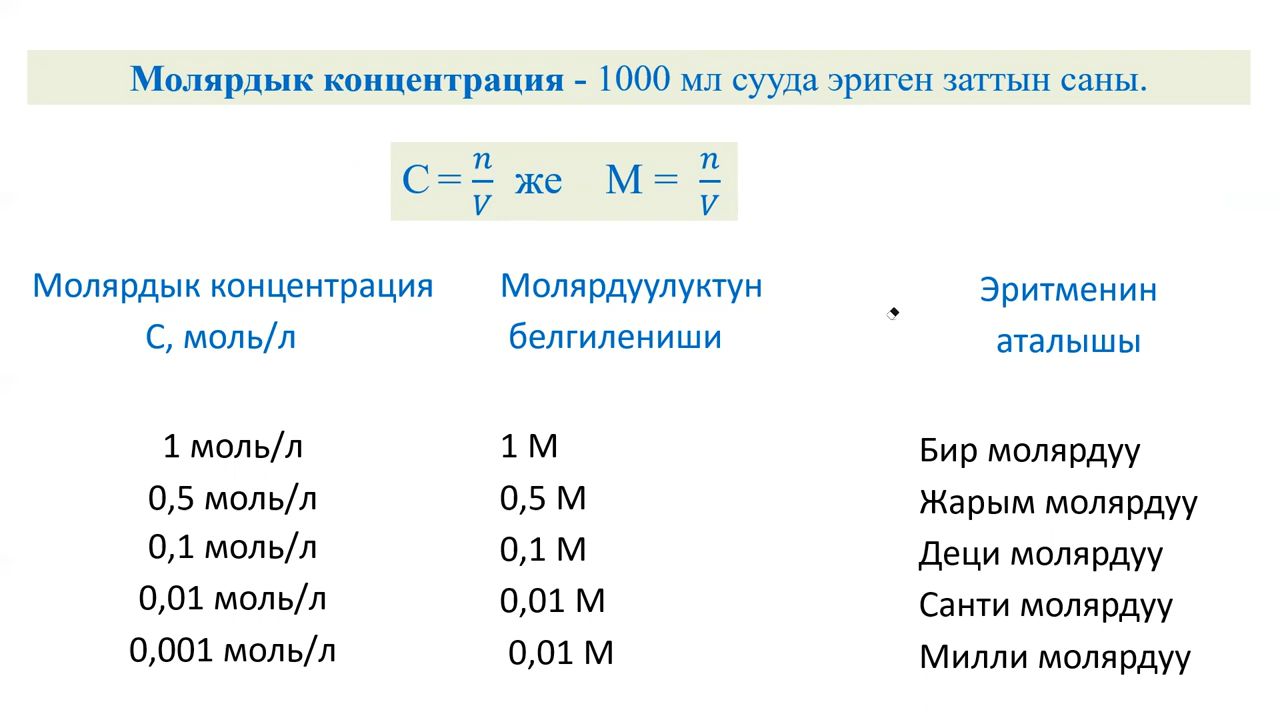 Молярдык концентрация - 1000 мл сууда эриген заттын саны.
C = n/V же M = n/V
Молярдык концентрация
С, моль/л
Молярдуулуктун
белгилениши
Эритменин
аталышы
1 моль/л 1 М Бир молярдуу
0,5 моль/л 0,5 М Жарым молярдуу
0,1 моль/л 0,1 М Деци молярдуу
0,01 моль/л 0,01 М Санти молярдуу
0,001 моль/л 0,01 М Милли молярдуу